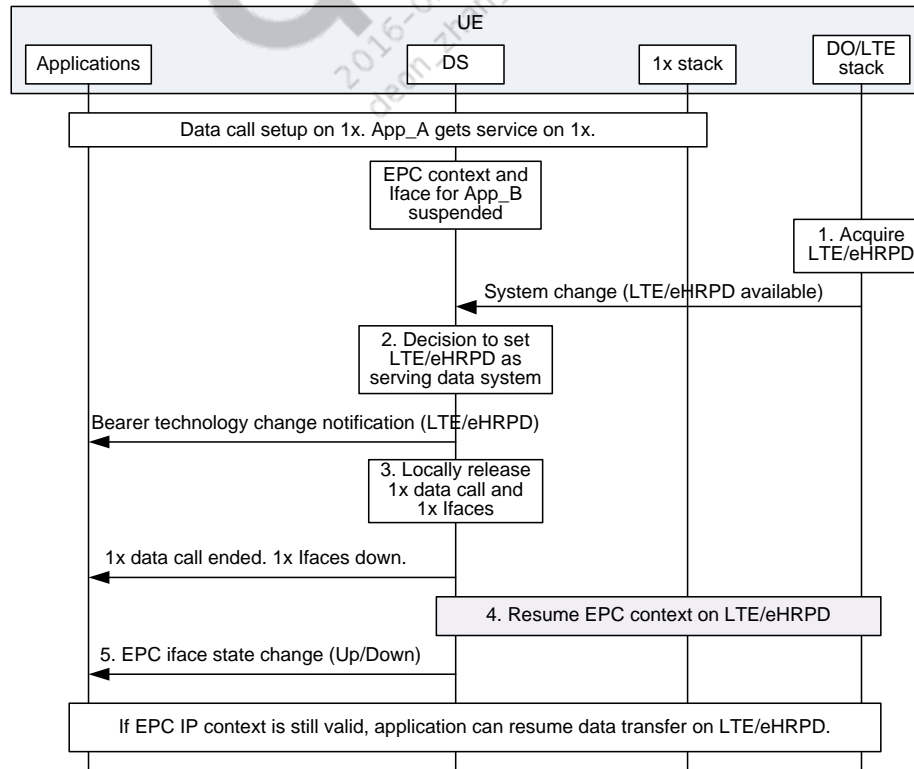 UE
Applications
DS
1x stack
DO/LTE
stack
Data call setup on 1x. App_A gets service on 1x.
EPC context and
Iface for App_B
suspended
1. Acquire
LTE/eHRPD
System change (LTE/eHRPD available)
2. Decision to set
LTE/eHRPD as
serving data system
Bearer technology change notification (LTE/eHRPD)
3. Locally release
1x data call and
1x Ifaces
1x data call ended. 1x Ifaces down.
4. Resume EPC context on LTE/eHRPD
5. EPC iface state change (Up/Down)
If EPC IP context is still valid, application can resume data transfer on LTE/eHRPD.